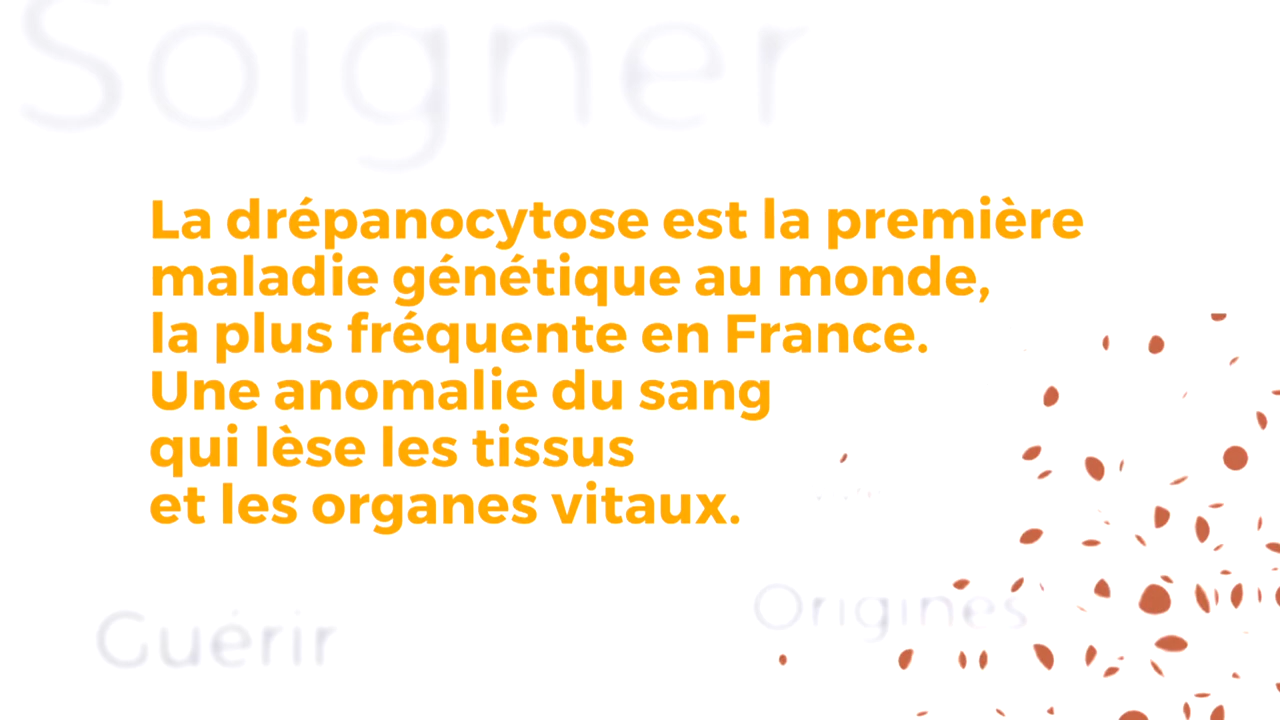 Soigner
La drépanocytose est la première
maladie génétique au monde,
la plus fréquente en France.
Une anomalie du sang
qui lèse les tissus
et les organes vitaux.
Origines
Guérir